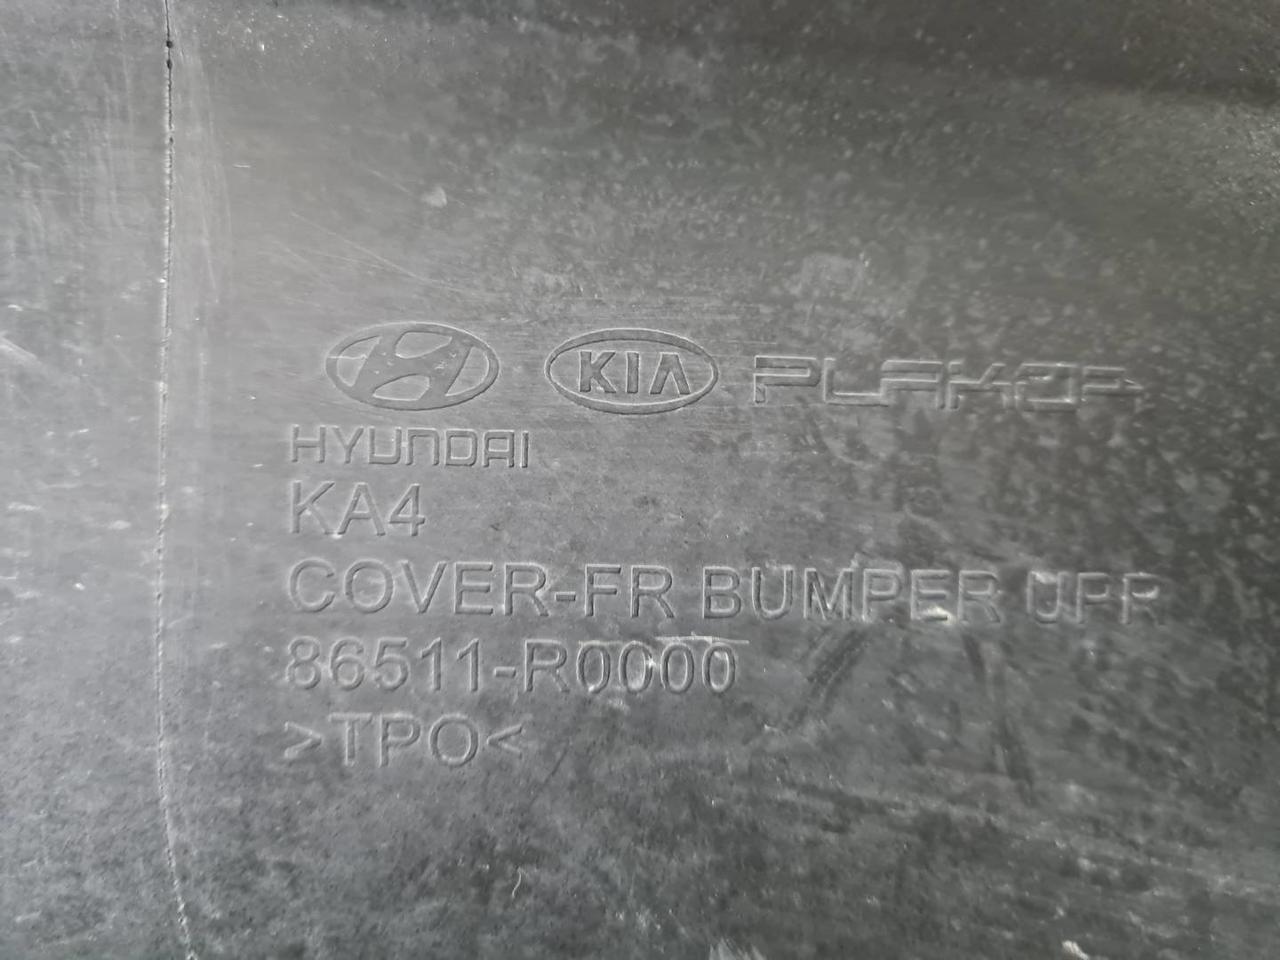 KIA PLAKOR
HYUNDAI
KA4
COVER-FR BUMPER UPR
86511-R0000
>TPO<